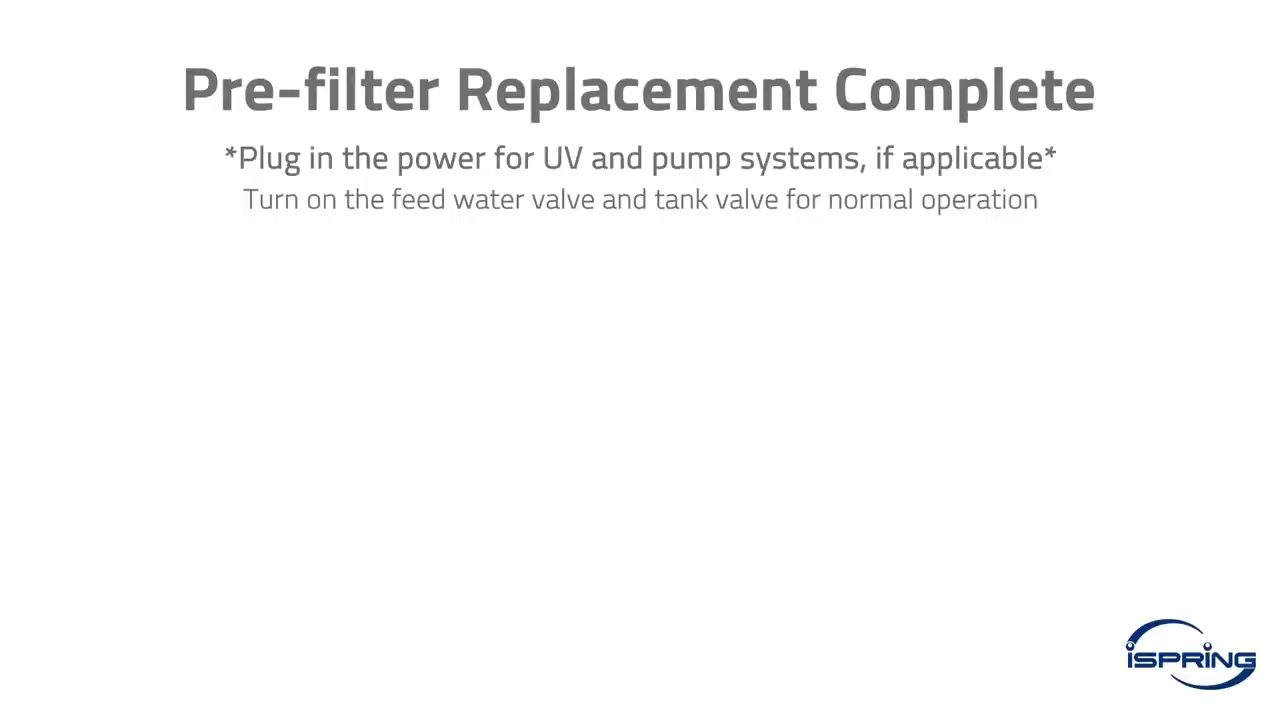 Pre-filter Replacement Complete
*Plug in the power for UV and pump systems, if applicable*
Turn on the feed water valve and tank valve for normal operation
iSPRING